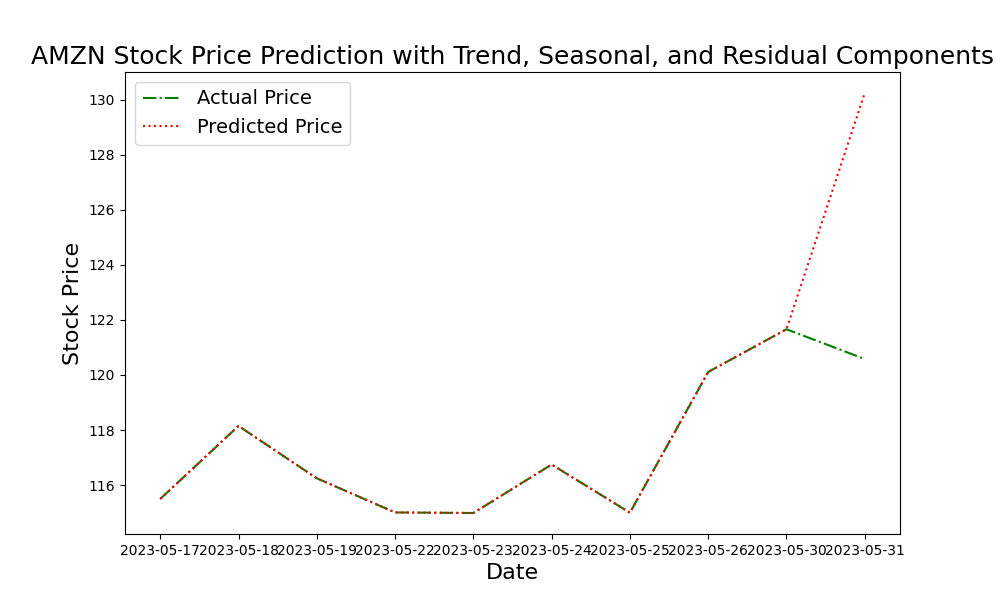 AMZN Stock Price Prediction with Trend, Seasonal, and Residual Components
Actual Price
Predicted Price
130
128
126
124
122
120
118
116
Stock Price
2023-05-17 2023-05-18 2023-05-19 2023-05-22 2023-05-23 2023-05-24 2023-05-25 2023-05-26 2023-05-30 2023-05-31
Date